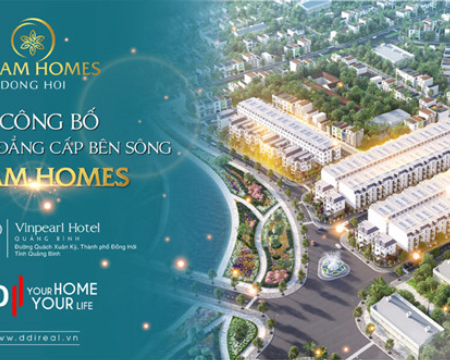 AM HOMES
DONG HOI
CÔNG BỐ
ĐẲNG CẤP BÊN SÔNG
AM HOMES
Vinpearl Hotel
QUẢNG BÌNH
Đường Quách Xuân Kỳ, Thành phố Đồng Hới
Tỉnh Quảng Bình
YOUR HOME
YOUR LIFE
www.ddireal.vn